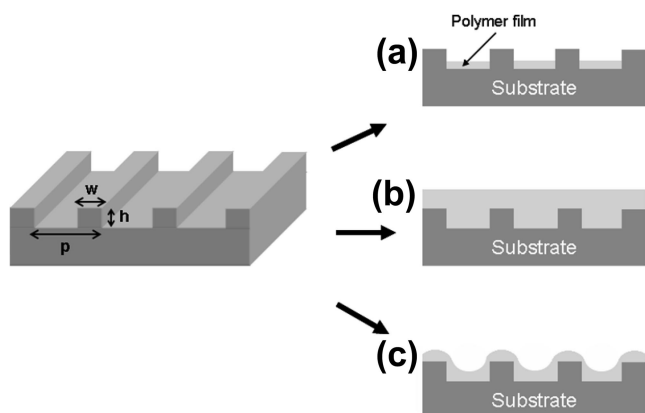 Polymer film
(a)
Substrate
w
h
p
(b)
Substrate
(c)
Substrate